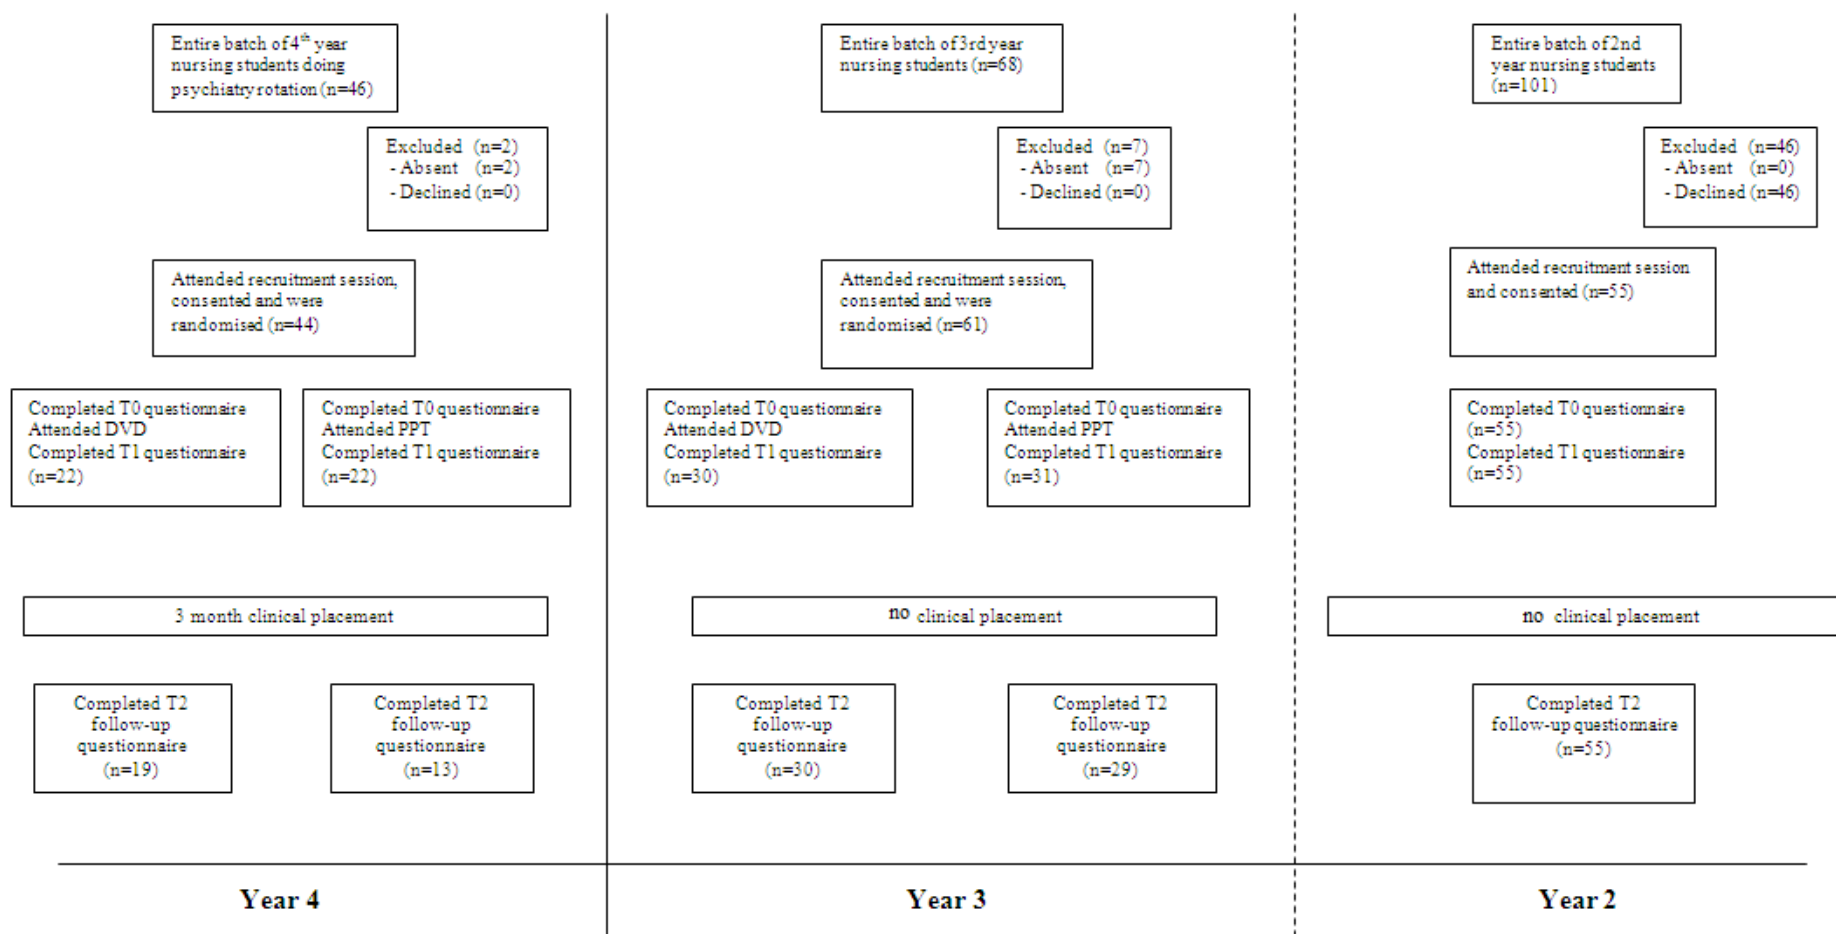 Entire batch of 4th year
nursing students doing
psychiatry rotation (n=46)
Excluded (n=2)
- Absent (n=2)
- Declined (n=0)
Attended recruitment session,
consented and were
randomised (n=44)
Completed T0 questionnaire
Attended DVD
Completed T1 questionnaire
(n=22)
Completed T0 questionnaire
Attended PPT
Completed T1 questionnaire
(n=22)
3 month clinical placement
Completed T2
follow-up
questionnaire
(n=19)
Completed T2
follow-up
questionnaire
(n=13)
Year 4
Entire batch of 3rd year
nursing students (n=68)
Excluded (n=7)
- Absent (n=7)
- Declined (n=0)
Attended recruitment session,
consented and were
randomised (n=61)
Completed T0 questionnaire
Attended DVD
Completed T1 questionnaire
(n=30)
Completed T0 questionnaire
Attended PPT
Completed T1 questionnaire
(n=31)
no clinical placement
Completed T2
follow-up
questionnaire
(n=30)
Completed T2
follow-up
questionnaire
(n=29)
Year 3
Entire batch of 2nd
year nursing students
(n=101)
Excluded (n=46)
- Absent (n=0)
- Declined (n=46)
Attended recruitment session
and consented (n=55)
Completed T0 questionnaire
(n=55)
Completed T1 questionnaire
(n=55)
no clinical placement
Completed T2
follow-up questionnaire
(n=55)
Year 2